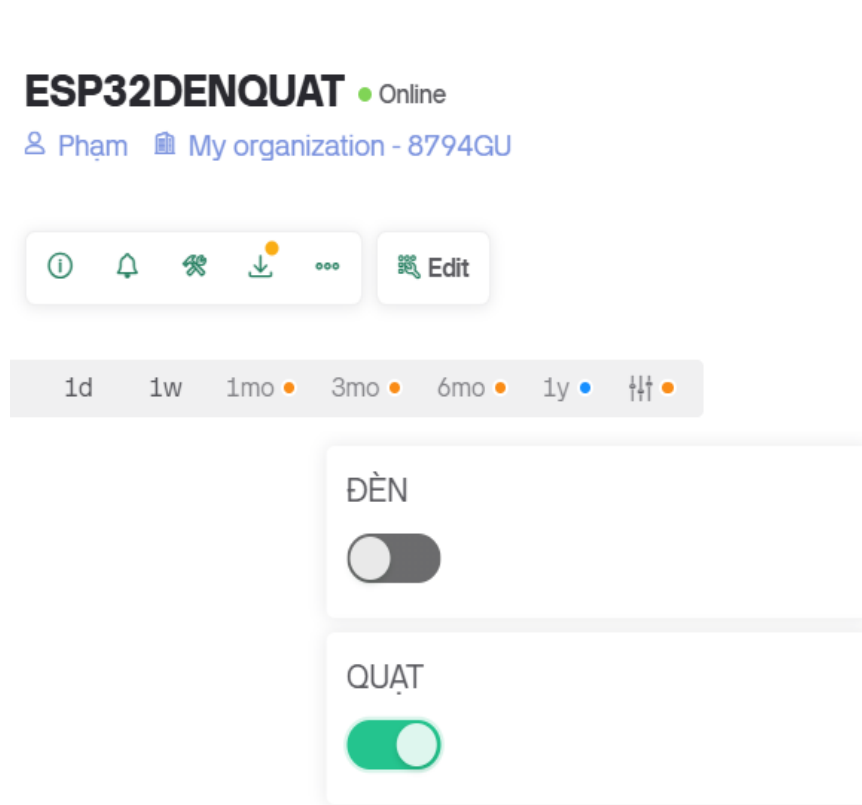 ESP32DENQUAT Online
Phạm My organization - 8794GU
Edit
1d 1w 1mo 3mo 6mo 1y
ĐÈN
QUẠT